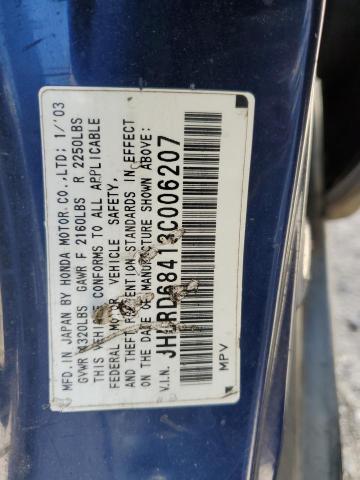 MFD. IN JAPAN BY HONDA MOTOR CO.,LTD: 1/'03
GVWR 4320LBS GAWR F 2160LBS R 2250LBS
THIS VEHICLE CONFORMS TO ALL APPLICABLE
FEDERAL MOTOR VEHICLE SAFETY,
AND THEFT PREVENTION STANDARDS IN EFFECT
ON THE DATE OF MANUFACTURE SHOWN ABOVE:
V.I.N. JHLRD68413C006207
MPV